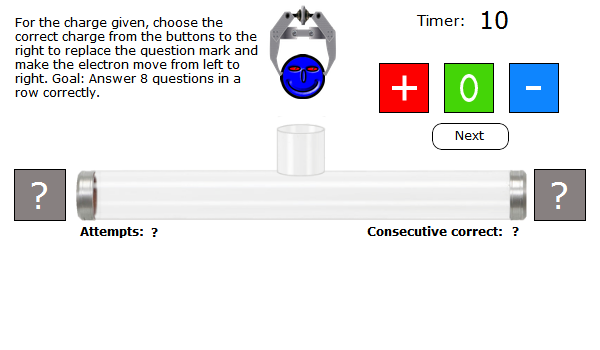 For the charge given, choose the
correct charge from the buttons to the
right to replace the question mark and
make the electron move from left to
right. Goal: Answer 8 questions in a
row correctly.
Timer: 10
+ 0 -
Next
? ?
Attempts: ? Consecutive correct: ?